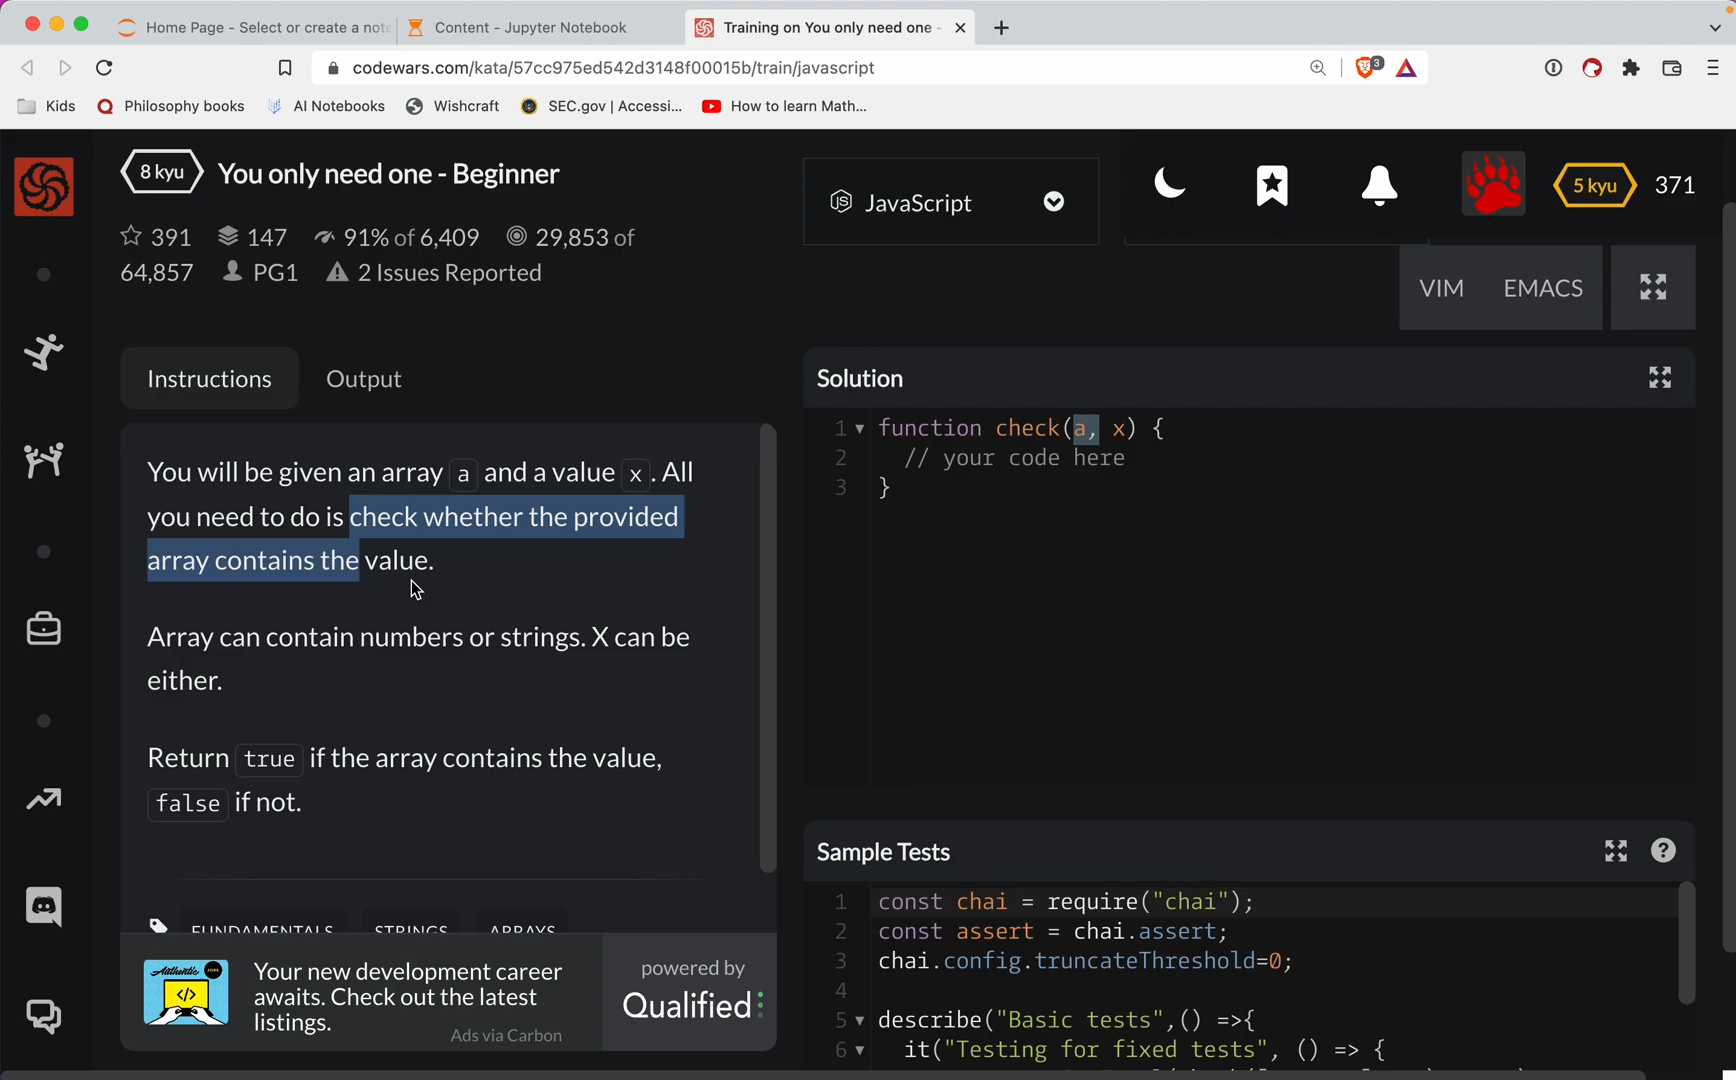 Home Page - Select or create a note
Content - Jupyter Notebook
Training on You only need one -
codewars.com/kata/57cc975ed542d3148f00015b/train/javascript
3
Kids
Philosophy books
AI Notebooks
Wishcraft
SEC.gov | Accessi...
How to learn Math...
8 kyu
You only need one - Beginner
JavaScript
5 kyu
371
391
147
91% of 6,409
29,853 of
64,857
PG1
2 Issues Reported
VIM
EMACS
Instructions
Output
You will be given an array a and a value x. All
you need to do is check whether the provided
array contains the value.
Array can contain numbers or strings. X can be
either.
Return true if the array contains the value,
false if not.
FUNDAMENTALS
STRINGS
ARRAYS
Authentic JOBS
</>
Your new development career
awaits. Check out the latest
listings.
Ads via Carbon
powered by
Qualified
Solution
1 function check(a, x) {
2 // your code here
3 }
Sample Tests
1 const chai = require("chai");
2 const assert = chai.assert;
3 chai.config.truncateThreshold=0;
4
5 describe("Basic tests",() =>{
6 it("Testing for fixed tests", () => {